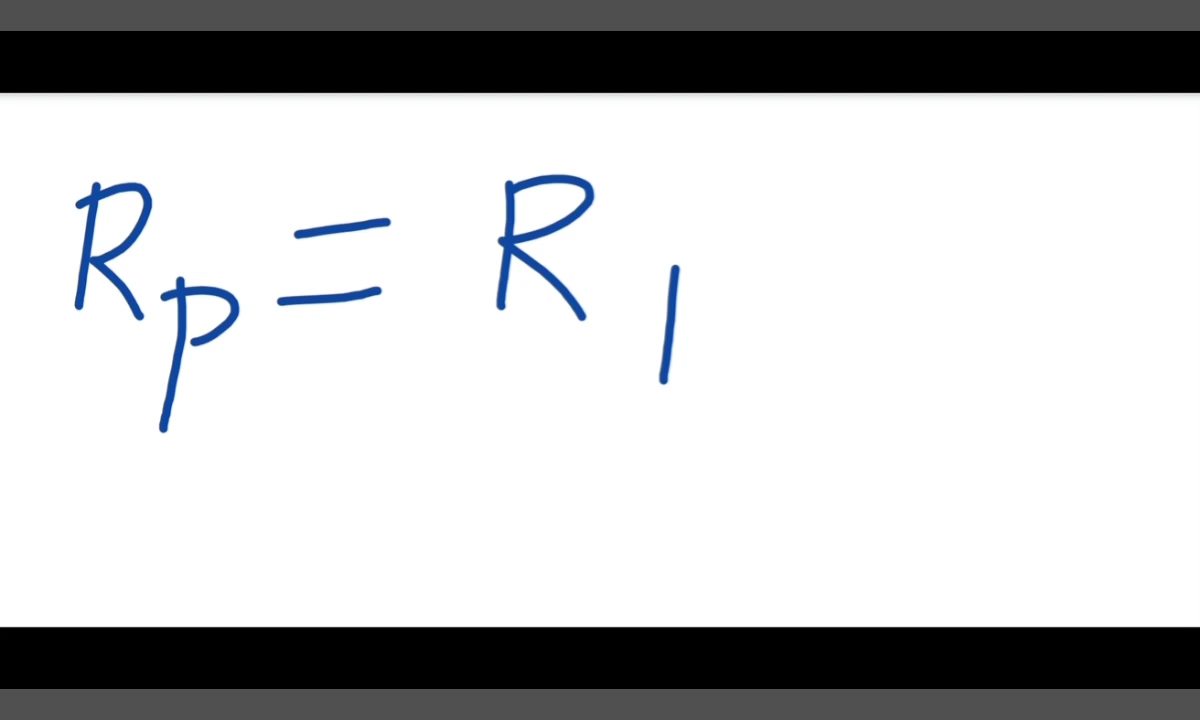 Rp = R1